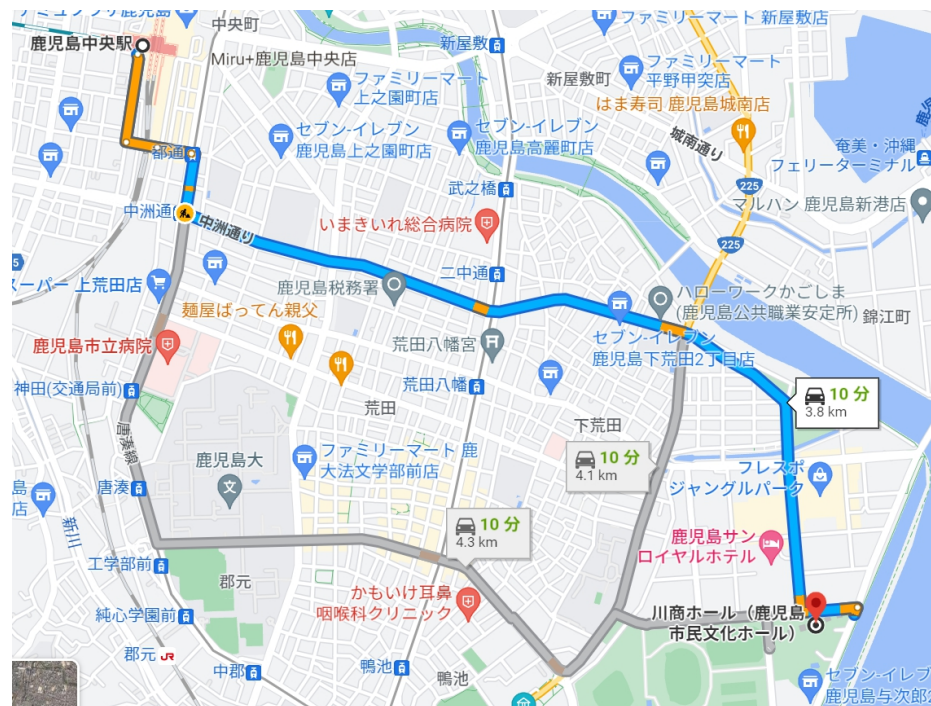 中央町
鹿児島中央駅
Miru+鹿児島中央店
新屋敷
ファミリーマート 新屋敷店
ファミリーマート
上之園町店
新屋敷町
ファミリーマート
平野甲突店
はま寿司 鹿児島城南店
セブン-イレブン
鹿児島上之園町店
セブン-イレブン
鹿児島高麗町店
城南通り
奄美・沖縄
フェリーターミナル
都通
武之橋
225
マルハン 鹿児島新港店
中洲通
中洲通り
いまきいれ総合病院
225
二中通
スーパー 上荒田店
鹿児島税務署
ハローワークかごしま
(鹿児島公共職業安定所)
錦江町
麺屋ばってん親父
鹿児島市立病院
荒田八幡宮
セブン-イレブン
鹿児島下荒田2丁目店
神田(交通局前)
荒田八幡
荒田
10 分
3.8 km
唐湊線
下荒田
鹿児島大
ファミリーマート 鹿
大法文学部前店
10 分
4.1 km
フレスポ
ジャングルパーク
唐湊
新川
10 分
4.3 km
鹿児島サン
ロイヤルホテル
工学部前
郡元
かもいけ耳鼻
咽喉科クリニック
純心学園前
川商ホール（鹿児島
市民文化ホール）
郡元 JR
中郡
鴨池
鴨池
セブン-イレブ
鹿児島与次郎2